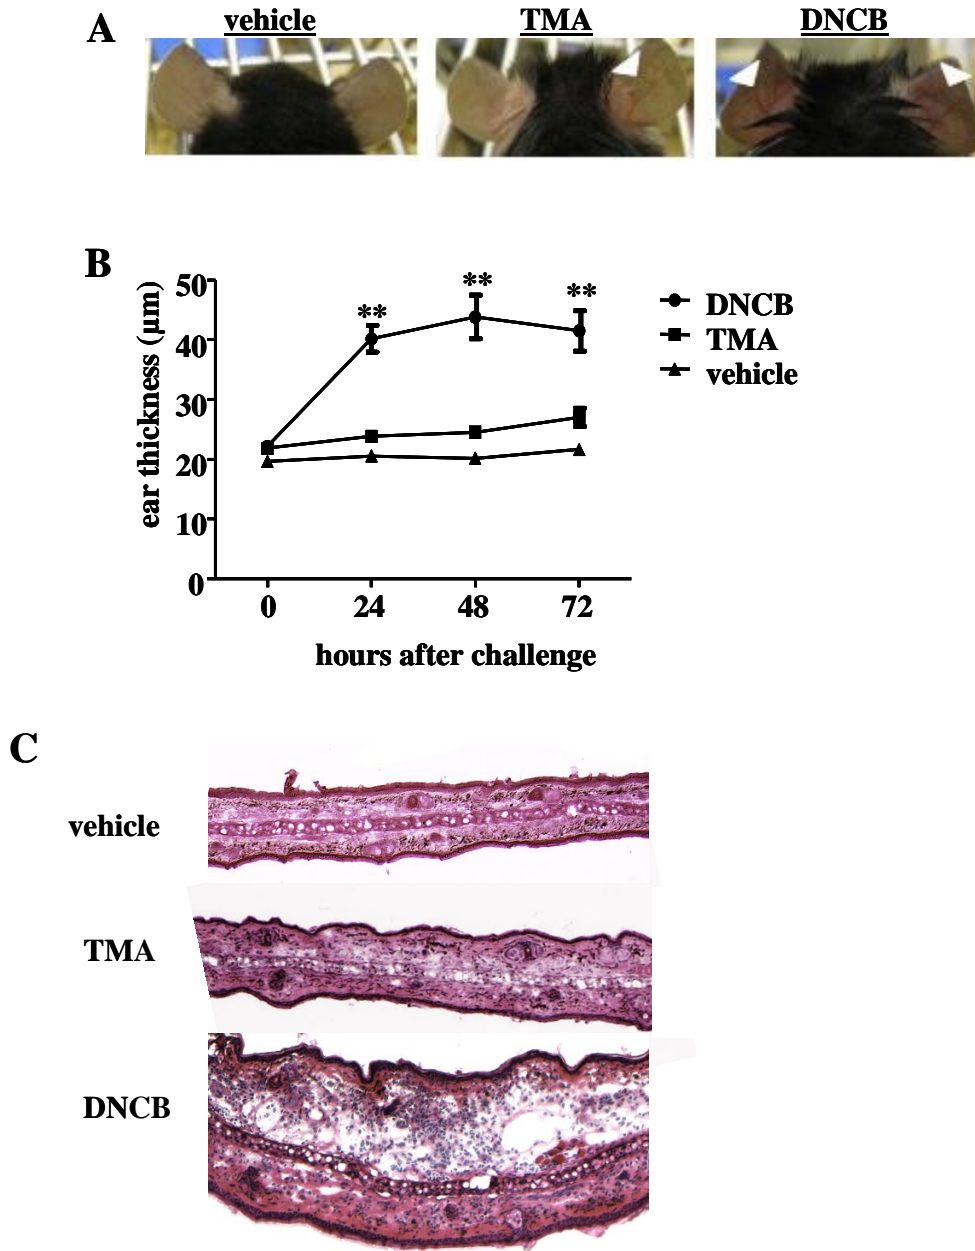 A
vehicle
TMA
DNCB
B
ear thickness (µm)
50
40
30
20
10
0
**
**
**
0
24
48
72
hours after challenge
DNCB
TMA
vehicle
C
vehicle
TMA
DNCB